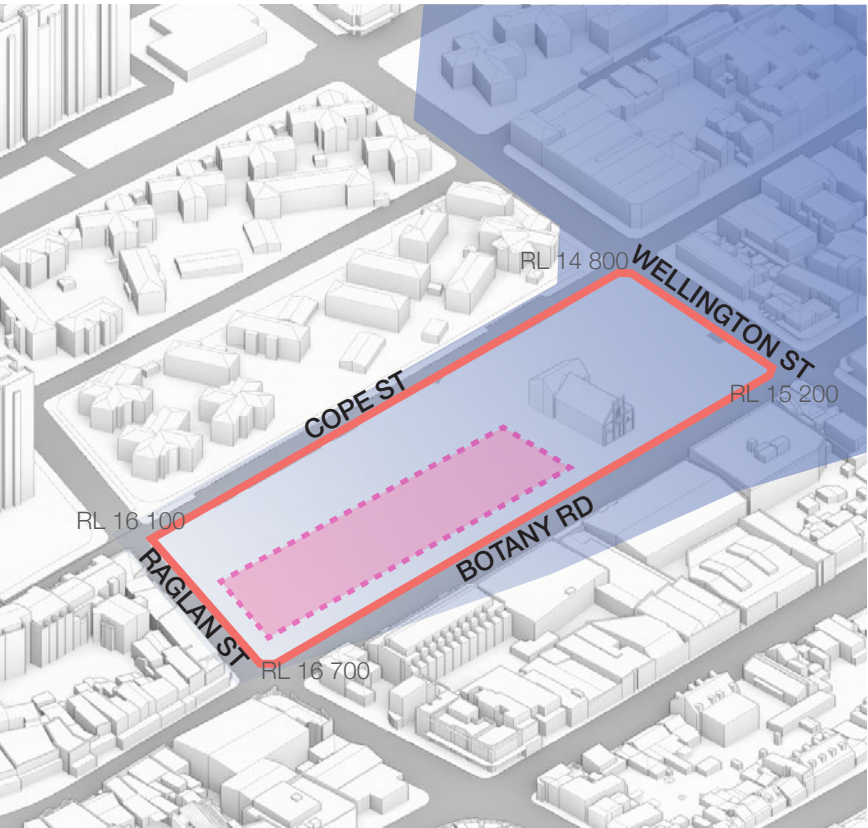 RL 14 800
WELLINGTON ST
COPE ST
RL 15 200
RL 16 100
BOTANY RD
RAGLAN ST
RL 16 700